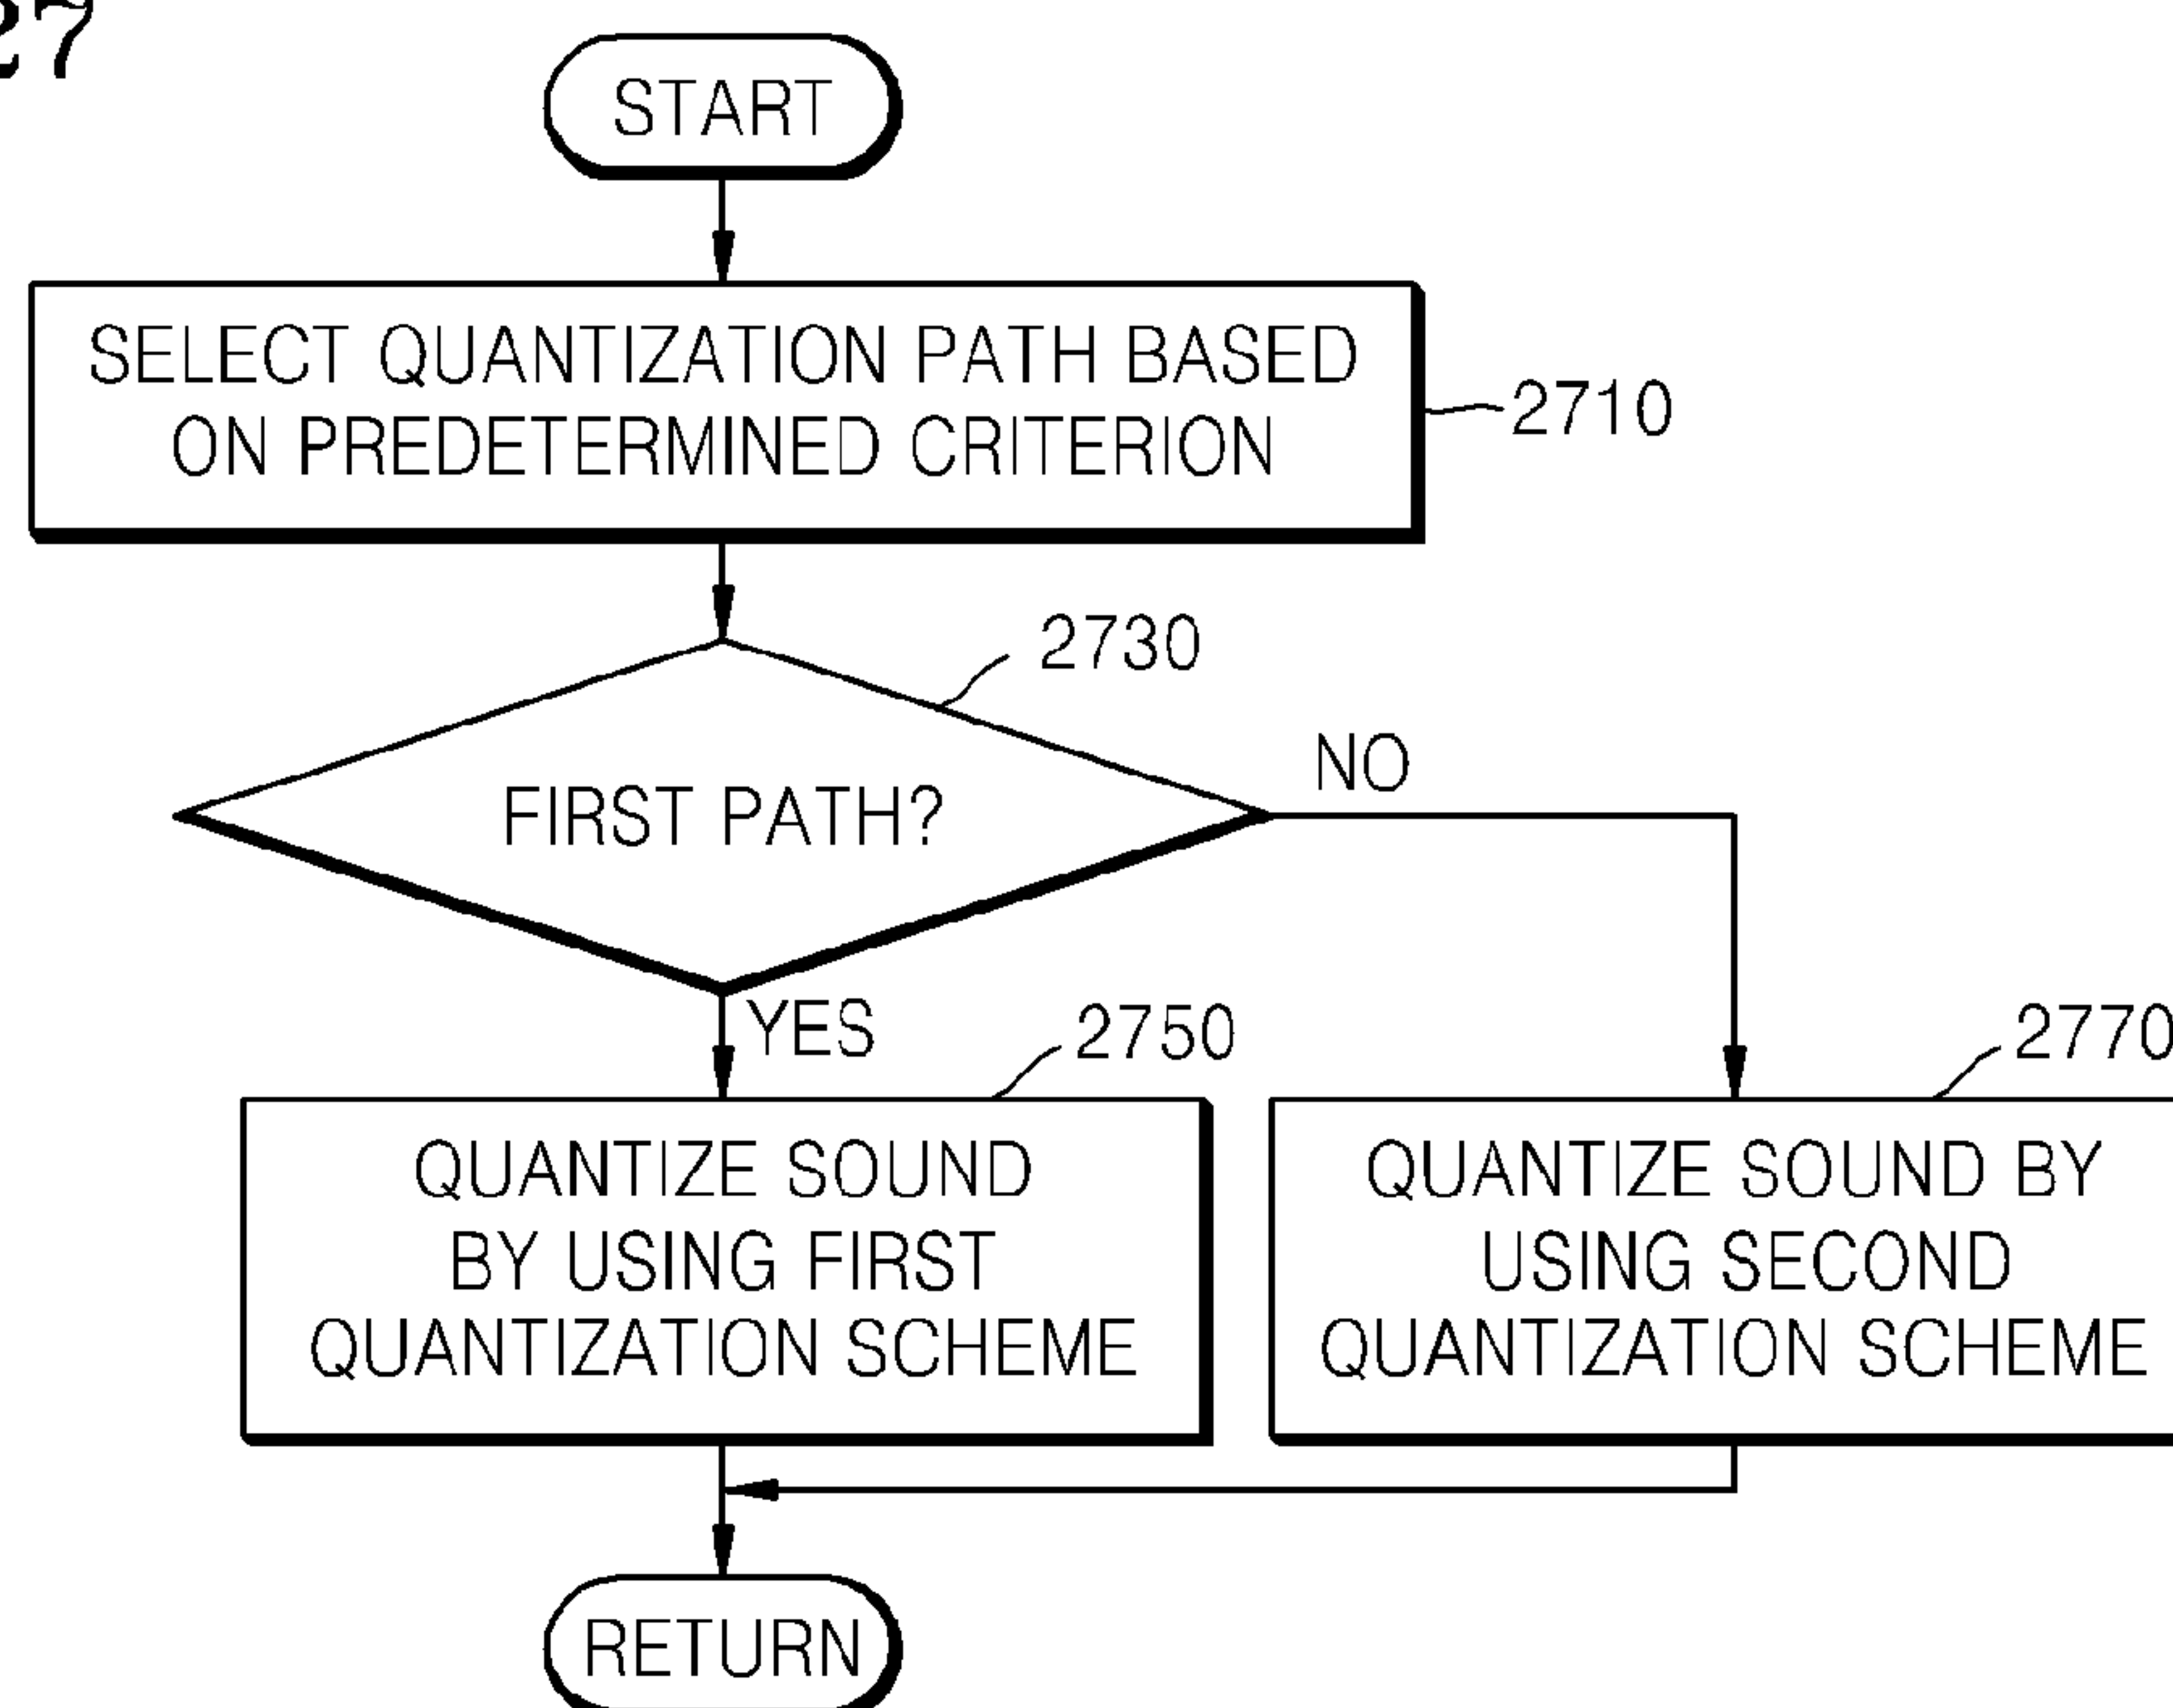 27
START
SELECT QUANTIZATION PATH BASED
ON PREDETERMINED CRITERION
2710
2730
NO
FIRST PATH?
YES
2750
2770
QUANTIZE SOUND
BY USING FIRST
QUANTIZATION SCHEME
QUANTIZE SOUND BY
USING SECOND
QUANTIZATION SCHEME
RETURN